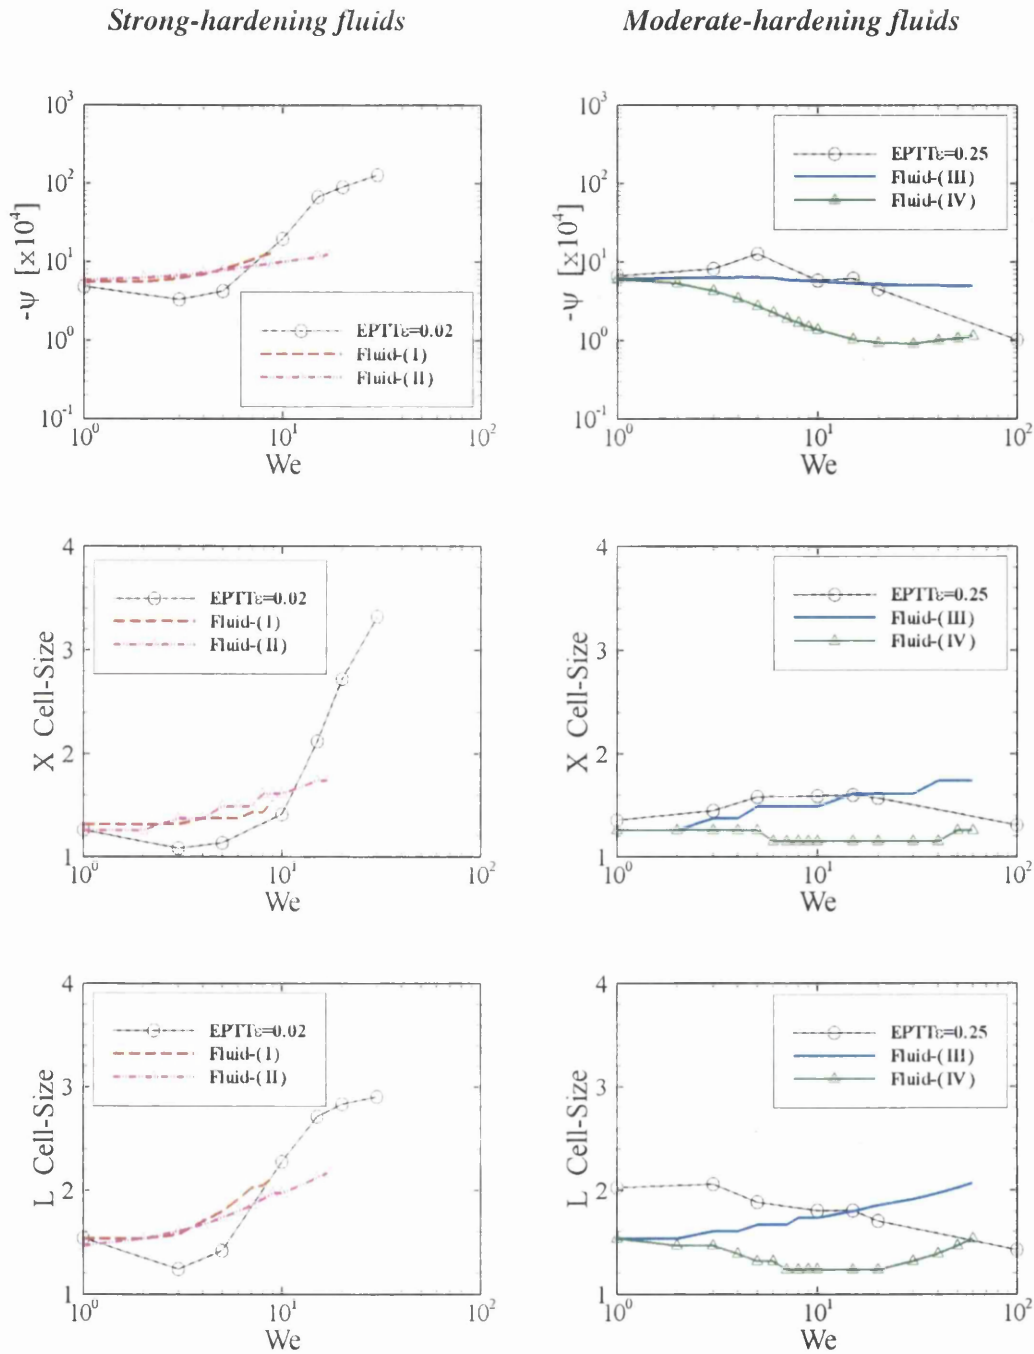 Strong-hardening fluids
Moderate-hardening fluids
10³
10²
10¹
10⁰
10⁻¹
-Ψ [x10⁴]
EPTTε=0.02
Fluid-(I)
Fluid-(II)
10⁰ 10¹ 10²
We
10³
10²
10¹
10⁰
10⁻¹
-Ψ [x10⁴]
EPTTε=0.25
Fluid-(III)
Fluid-(IV)
10⁰ 10¹ 10²
We
4
3
2
1
X Cell-Size
EPTTε=0.02
Fluid-(I)
Fluid-(II)
10⁰ 10¹ 10²
We
4
3
2
1
X Cell-Size
EPTTε=0.25
Fluid-(III)
Fluid-(IV)
10⁰ 10¹ 10²
We
4
3
2
1
L Cell-Size
EPTTε=0.02
Fluid-(I)
Fluid-(II)
10⁰ 10¹ 10²
We
4
3
2
1
L Cell-Size
EPTTε=0.25
Fluid-(III)
Fluid-(IV)
10⁰ 10¹ 10²
We